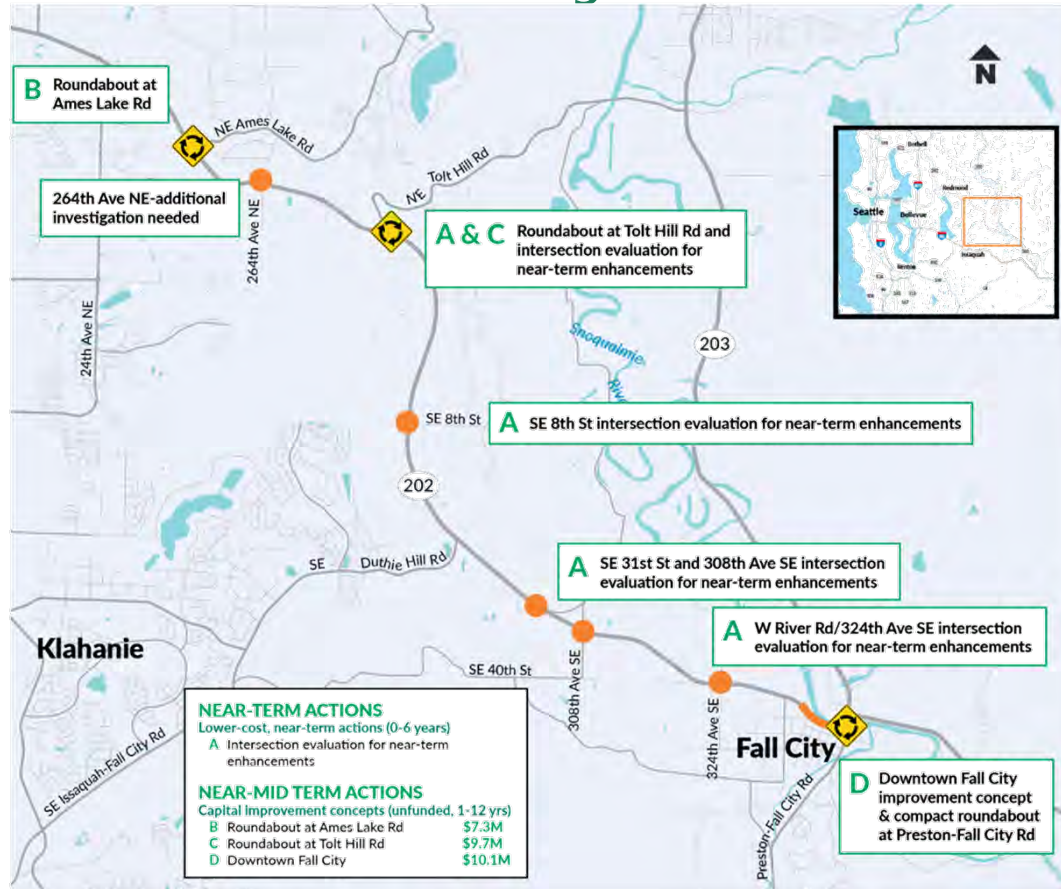 N
B Roundabout at
Ames Lake Rd
NE Ames Lake Rd
NE Tolt Hill Rd
264th Ave NE-additional
investigation needed
264th Ave NE
A & C Roundabout at Tolt Hill Rd and
intersection evaluation for
near-term enhancements
Bothell
Redmond
Seattle
Bellevue
Issaquah
Renton
24th Ave NE
Snoqualmie
River
203
SE 8th St
A SE 8th St intersection evaluation for near-term enhancements
202
SE Duthie Hill Rd
A SE 31st St and 308th Ave SE intersection
evaluation for near-term enhancements
A W River Rd/324th Ave SE intersection
evaluation for near-term enhancements
Klahanie
SE 40th St
308th Ave SE
324th Ave SE
Fall City
SE Issaquah-Fall City Rd
Preston-Fall City Rd
D Downtown Fall City
improvement concept
& compact roundabout
at Preston-Fall City Rd
NEAR-TERM ACTIONS
Lower-cost, near-term actions (0-6 years)
A Intersection evaluation for near-term
enhancements
NEAR-MID TERM ACTIONS
Capital improvement concepts (unfunded, 1-12 yrs)
B Roundabout at Ames Lake Rd $7.3M
C Roundabout at Tolt Hill Rd $9.7M
D Downtown Fall City $10.1M